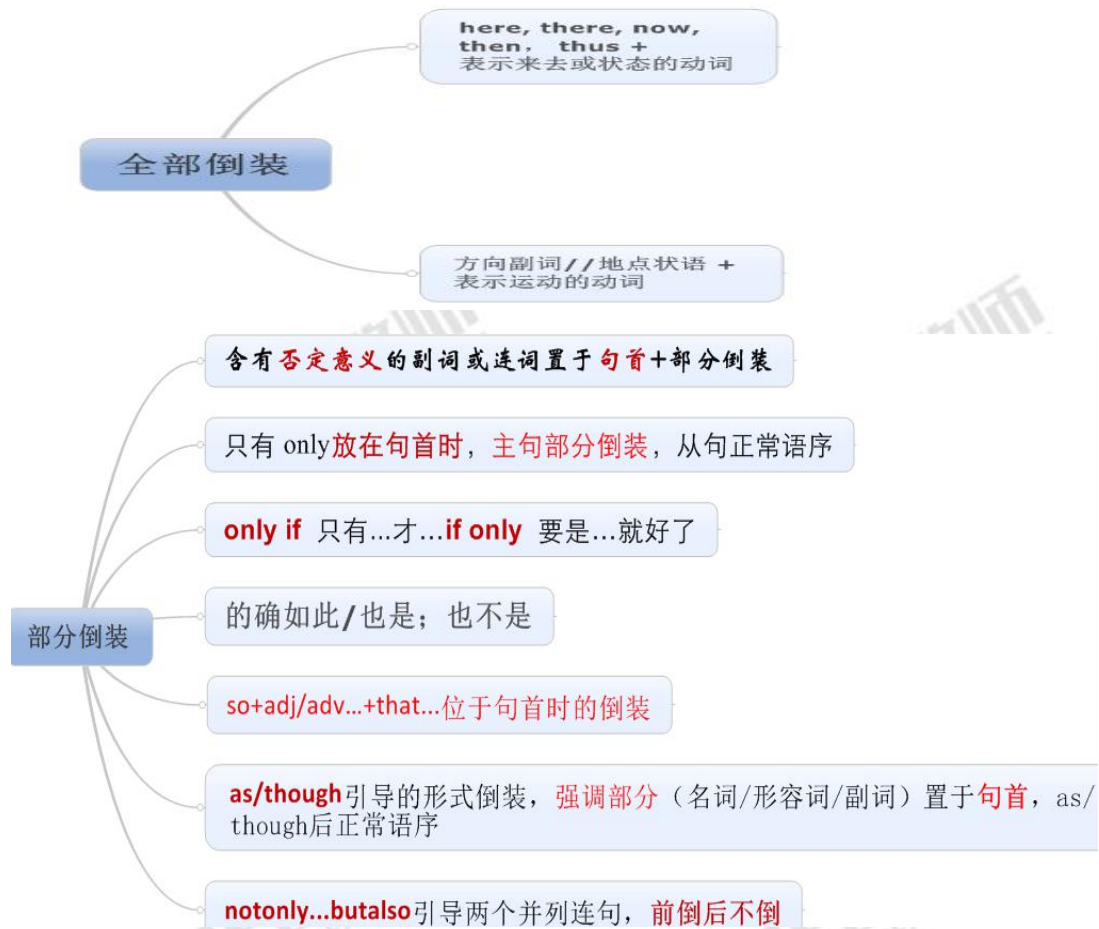 here, there, now,
then， thus +
表示来去或状态的动词
全部倒装
方向副词//地点状语 +
表示运动的动词
含有否定意义的副词或连词置于句首+部分倒装
只有 only放在句首时，主句部分倒装，从句正常语序
only if 只有...才...if only 要是...就好了
的确如此/也是；也不是
部分倒装
so+adj/adv...+that...位于句首时的倒装
as/though引导的形式倒装，强调部分（名词/形容词/副词）置于句首，as/
though后正常语序
notonly...butalso引导两个并列连句，前倒后不倒